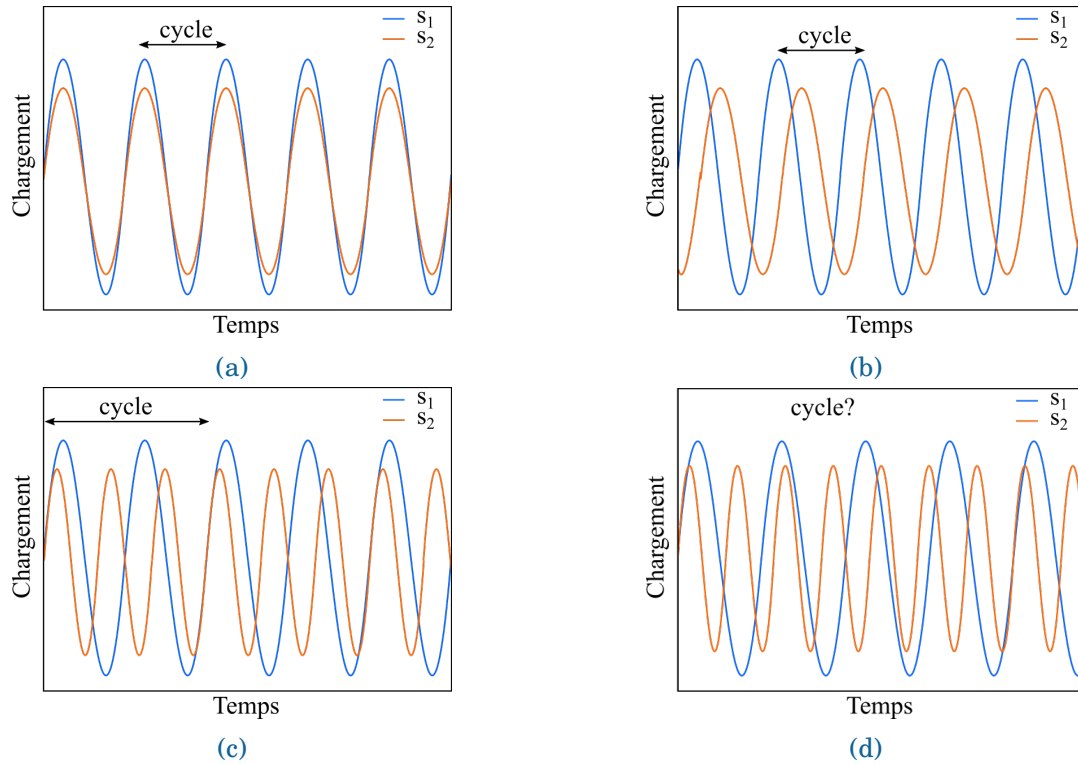 cycle
s1
s2
Chargement
Temps
(a)
cycle
s1
s2
Chargement
Temps
(b)
cycle
s1
s2
Chargement
Temps
(c)
cycle?
s1
s2
Chargement
Temps
(d)